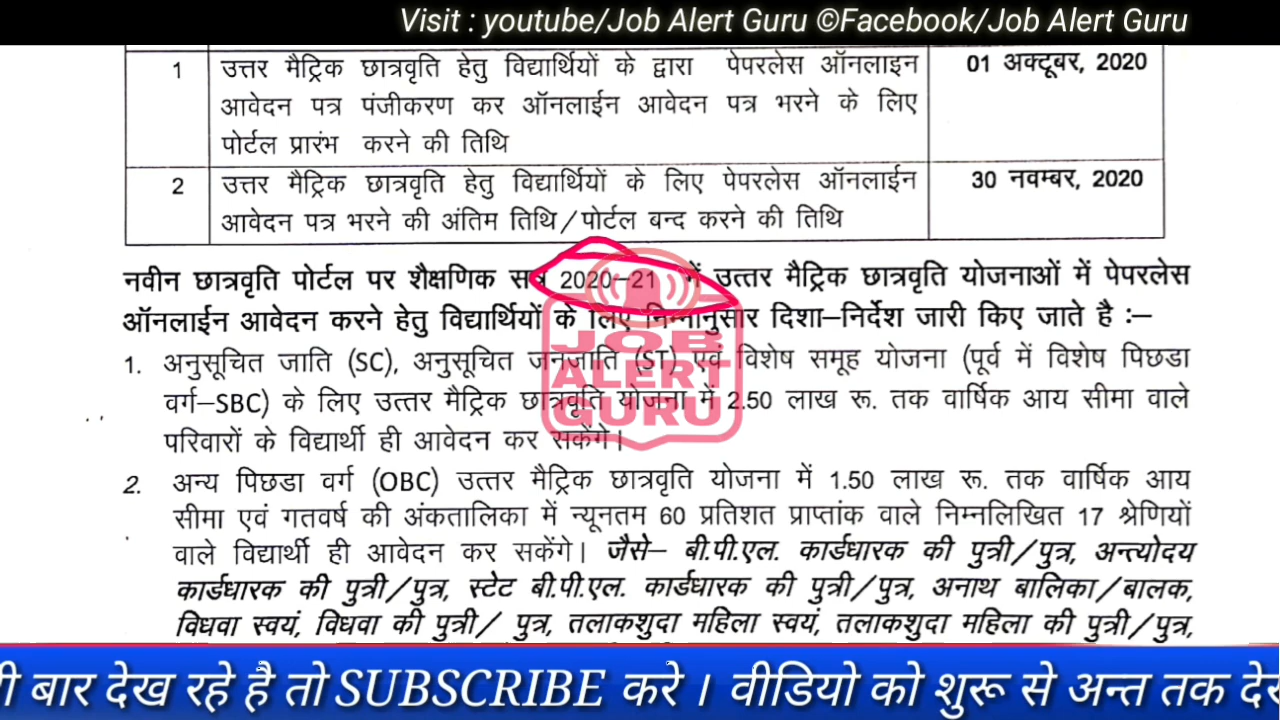 Visit : youtube/Job Alert Guru ©Facebook/Job Alert Guru
1 उत्तर मैट्रिक छात्रवृति हेतु विद्यार्थियों के द्वारा पेपरलेस ऑनलाइन 01 अक्टूबर, 2020
आवेदन पत्र पंजीकरण कर ऑनलाईन आवेदन पत्र भरने के लिए
पोर्टल प्रारंभ करने की तिथि
2 उत्तर मैट्रिक छात्रवृति हेतु विद्यार्थियों के लिए पेपरलेस ऑनलाईन 30 नवम्बर, 2020
आवेदन पत्र भरने की अंतिम तिथि/पोर्टल बन्द करने की तिथि
नवीन छात्रवृति पोर्टल पर शैक्षणिक सत्र 2020–21 में उत्तर मैट्रिक छात्रवृति योजनाओं में पेपरलेस
ऑनलाईन आवेदन करने हेतु विद्यार्थियों के लिए निम्नानुसार दिशा–निर्देश जारी किए जाते है :–
1. अनुसूचित जाति (SC), अनुसूचित जनजाति (ST) एवं विशेष समूह योजना (पूर्व में विशेष पिछडा
वर्ग–SBC) के लिए उत्तर मैट्रिक छात्रवृति योजना में 2.50 लाख रू. तक वार्षिक आय सीमा वाले
परिवारों के विद्यार्थी ही आवेदन कर सकेंगे।
JOB
ALERT
GURU
2. अन्य पिछडा वर्ग (OBC) उत्तर मैट्रिक छात्रवृति योजना में 1.50 लाख रू. तक वार्षिक आय
सीमा एवं गतवर्ष की अंकतालिका में न्यूनतम 60 प्रतिशत प्राप्तांक वाले निम्नलिखित 17 श्रेणियों
वाले विद्यार्थी ही आवेदन कर सकेंगे। जैसे– बी.पी.एल. कार्डधारक की पुत्री/पुत्र, अन्त्योदय
कार्डधारक की पुत्री/पुत्र, स्टेट बी.पी.एल. कार्डधारक की पुत्री/पुत्र, अनाथ बालिका/बालक,
विधवा स्वयं, विधवा की पुत्री/ पुत्र, तलाकशुदा महिला स्वयं, तलाकशुदा महिला की पुत्री/पुत्र,
बार देख रहे है तो SUBSCRIBE करे । वीडियो को शुरू से अन्त तक